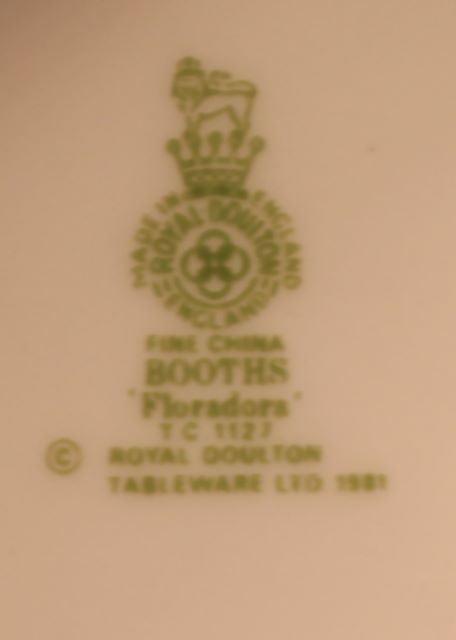 MADE IN ENGLAND
ROYAL DOULTON
ENGLAND
FINE CHINA
BOOTHS
"Floradora"
T C 1127
© ROYAL DOULTON
TABLEWARE LTD 1981